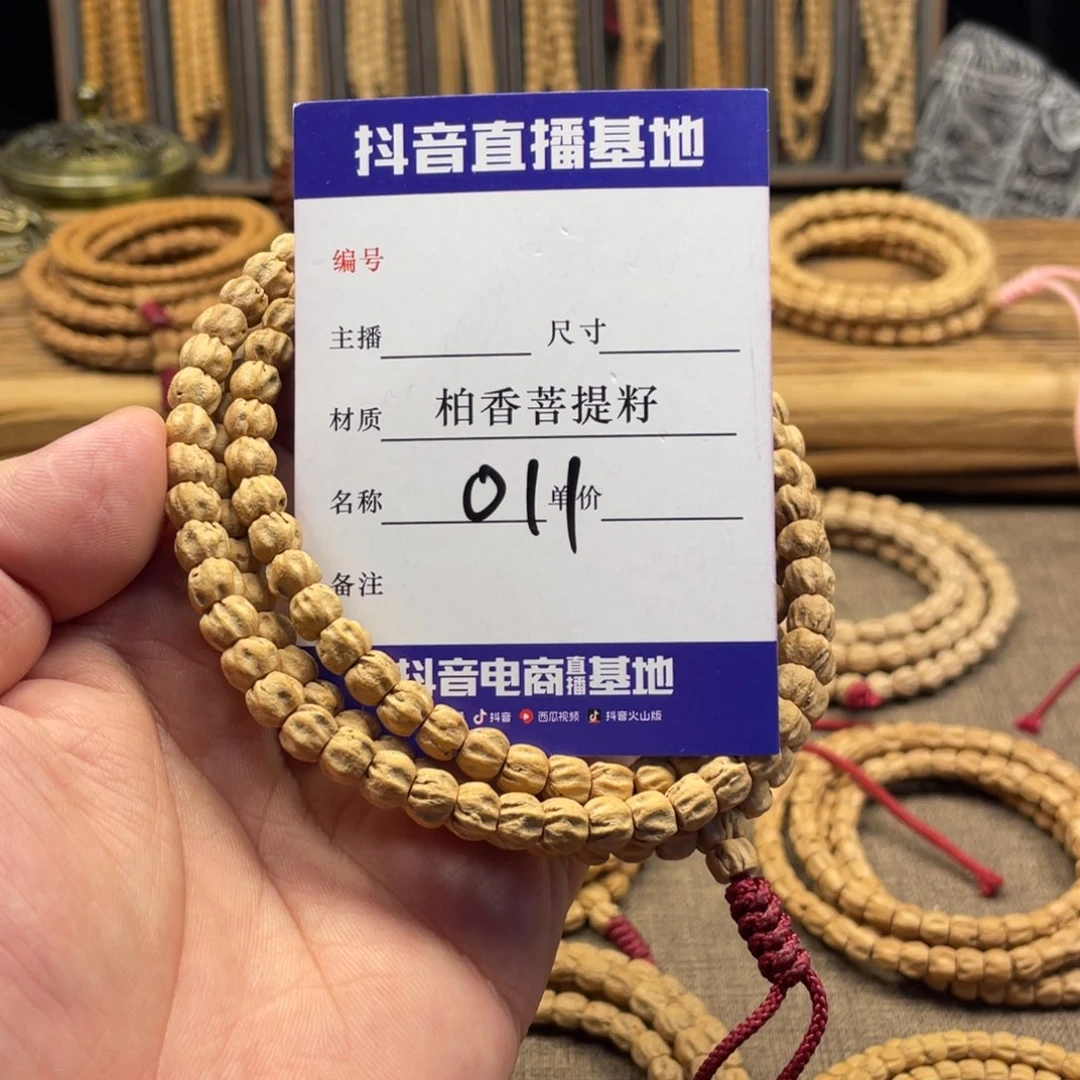 抖音直播基地
编号
主播 尺寸
材质 柏香菩提籽
名称 011 单价
备注
抖音电商直播基地
抖音 西瓜视频 抖音火山版